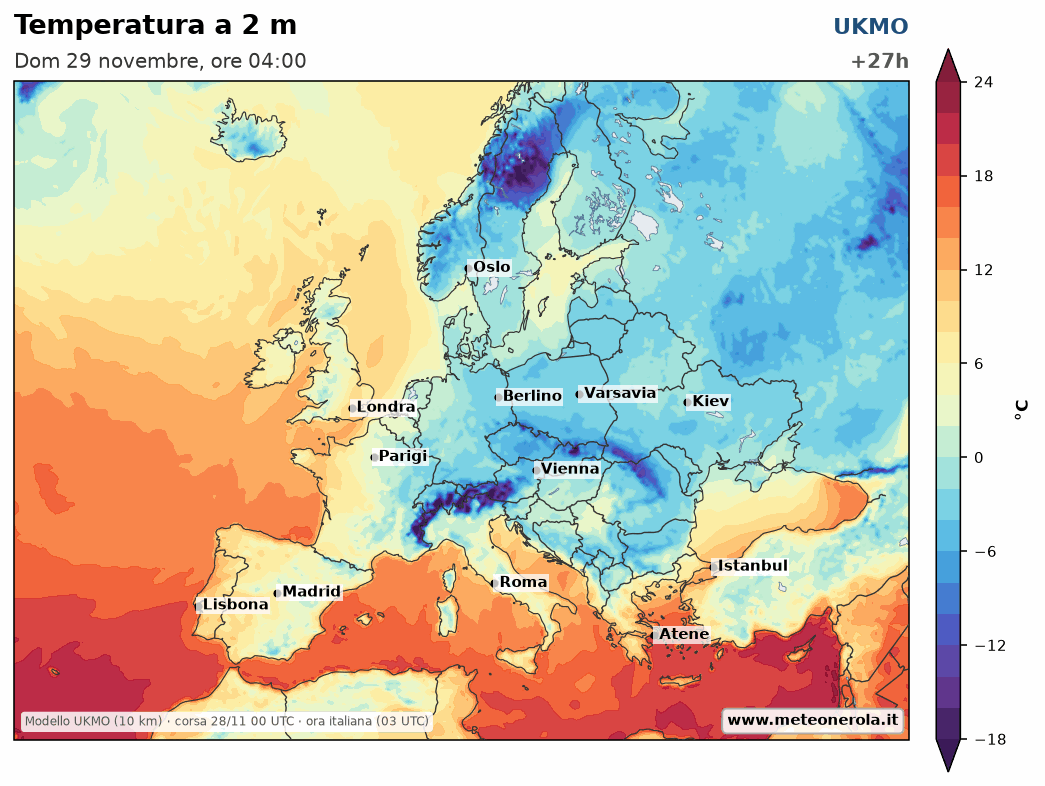 Temperatura a 2 m
UKMO
Dom 29 novembre, ore 04:00
+27h
24
18
12
6
0
−6
−12
−18
°C
Oslo
Berlino
Varsavia
Kiev
Londra
Parigi
Vienna
Istanbul
Roma
Madrid
Lisbona
Atene
Modello UKMO (10 km) · corsa 28/11 00 UTC · ora italiana (03 UTC)
www.meteonerola.it